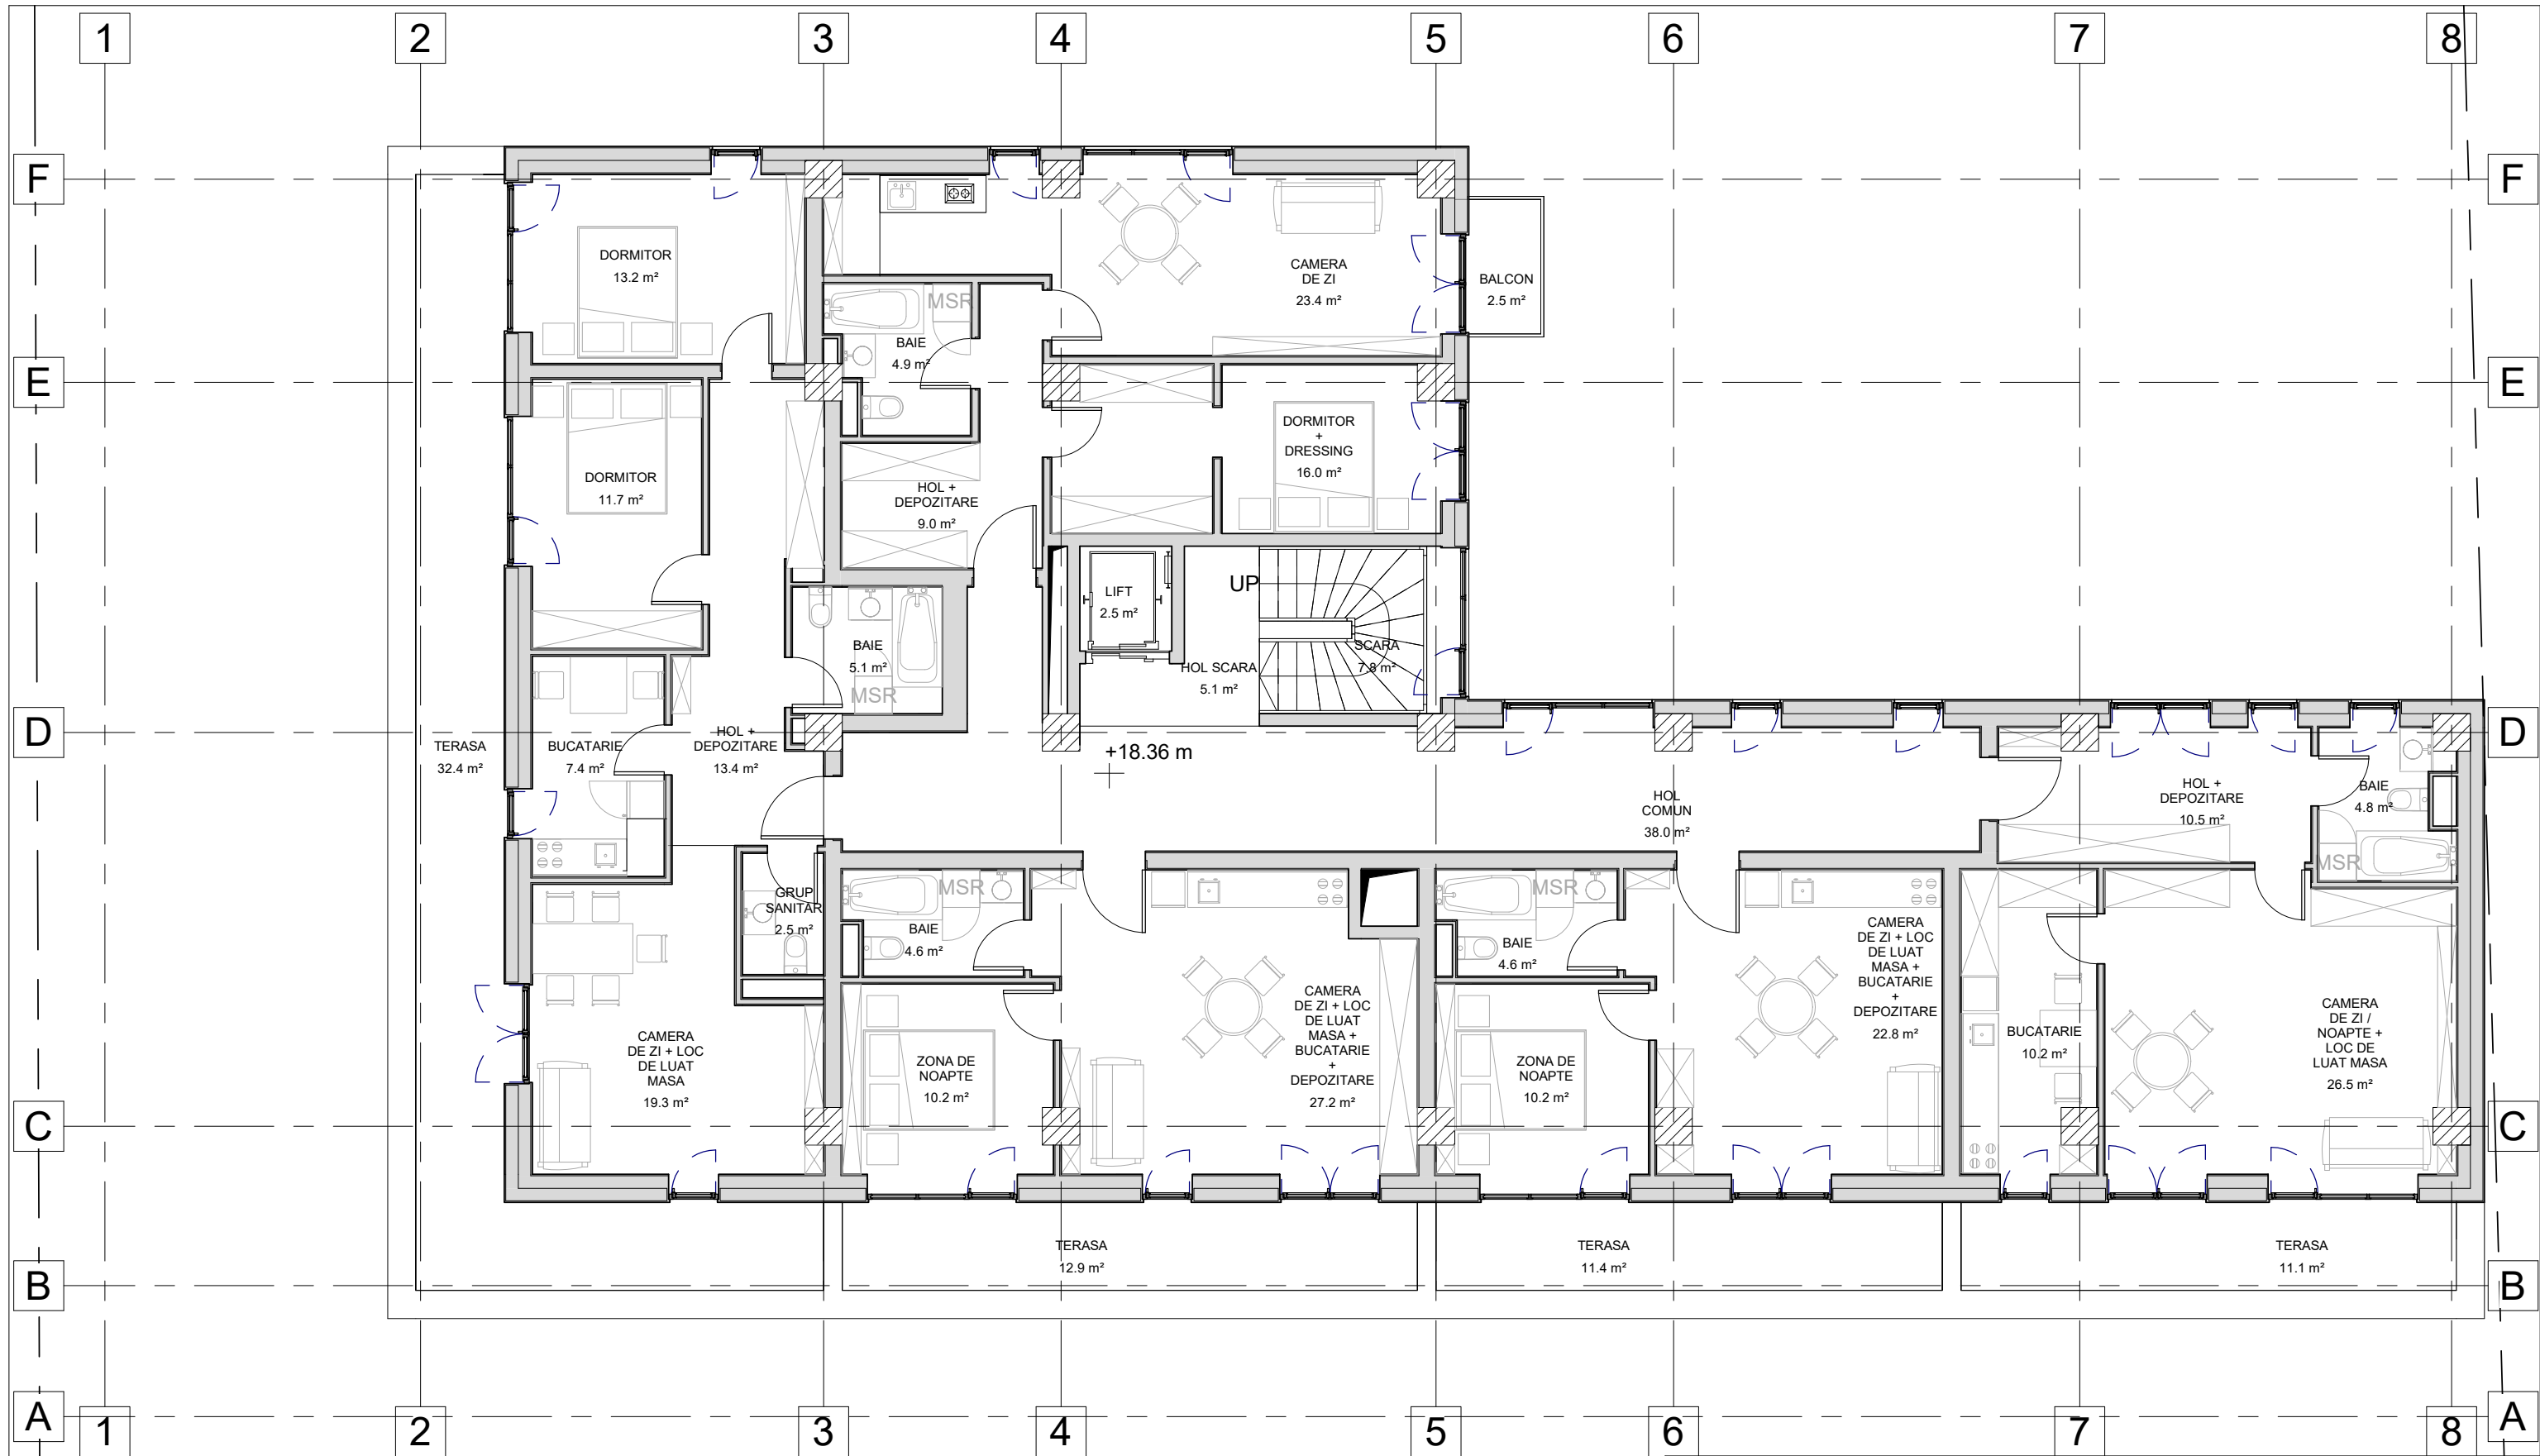 1 2 3 4 5 6 7 8
F F
DORMITOR
13.2 m²
CAMERA
DE ZI
23.4 m²
BALCON
2.5 m²
MSR
BAIE
4.9 m²
E E
DORMITOR
+
DRESSING
16.0 m²
DORMITOR
11.7 m²
HOL +
DEPOZITARE
9.0 m²
LIFT
2.5 m²
UP
SCARA
7.8 m²
HOL SCARA
5.1 m²
BAIE
5.1 m²
MSR
D D
TERASA
32.4 m²
BUCATARIE
7.4 m²
HOL +
DEPOZITARE
13.4 m²
+18.36 m
HOL
COMUN
38.0 m²
HOL +
DEPOZITARE
10.5 m²
BAIE
4.8 m²
MSR
GRUP
SANITAR
2.5 m²
MSR
BAIE
4.6 m²
MSR
BAIE
4.6 m²
CAMERA
DE ZI + LOC
DE LUAT
MASA
19.3 m²
ZONA DE
NOAPTE
10.2 m²
CAMERA
DE ZI + LOC
DE LUAT
MASA +
BUCATARIE
+
DEPOZITARE
27.2 m²
ZONA DE
NOAPTE
10.2 m²
CAMERA
DE ZI + LOC
DE LUAT
MASA +
BUCATARIE
+
DEPOZITARE
22.8 m²
BUCATARIE
10.2 m²
CAMERA
DE ZI /
NOAPTE +
LOC DE
LUAT MASA
26.5 m²
C C
TERASA
12.9 m²
TERASA
11.4 m²
TERASA
11.1 m²
B B
A A
1 2 3 4 5 6 7 8